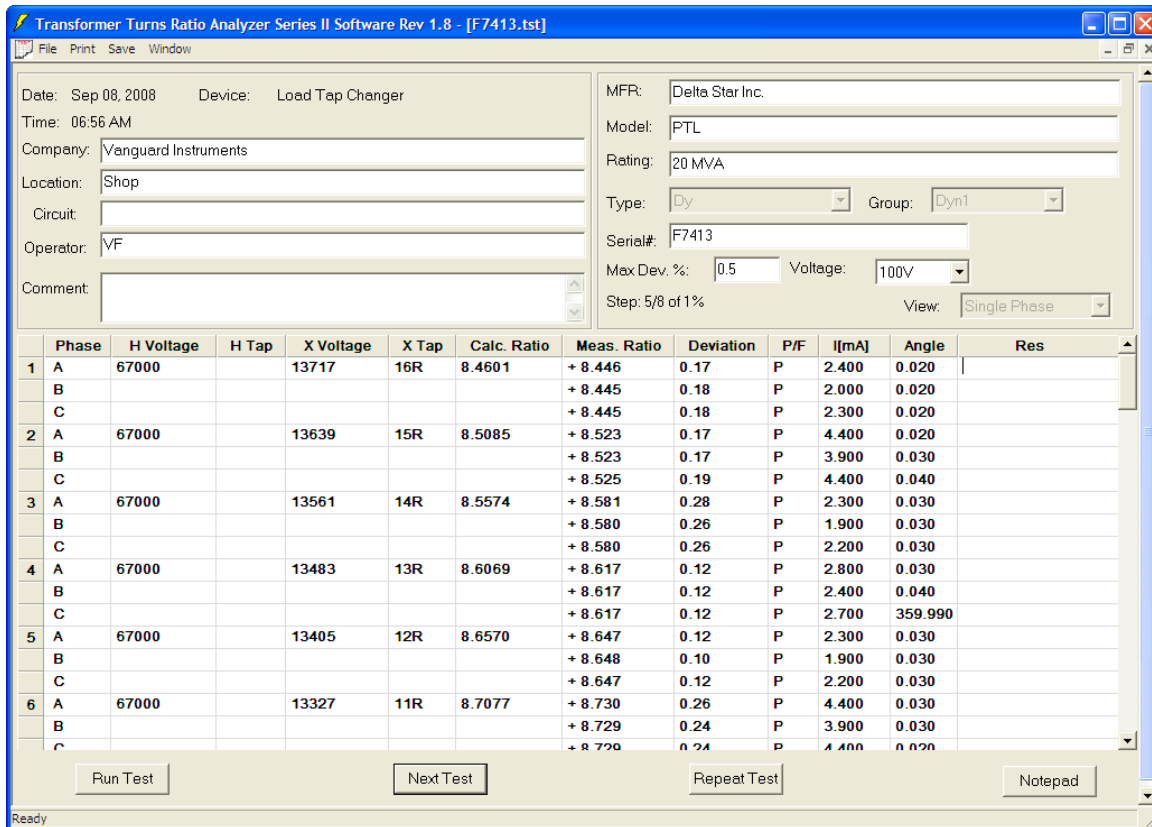 Transformer Turns Ratio Analyzer Series II Software Rev 1.8 - [F7413.tst]
File Print Save Window
Date: Sep 08, 2008 Device: Load Tap Changer
Time: 06:56 AM
Company: Vanguard Instruments
Location: Shop
Circuit:
Operator: VF
Comment:
MFR: Delta Star Inc.
Model: PTL
Rating: 20 MVA
Type: Dy Group: Dyn1
Serial#: F7413
Max Dev. %: 0.5 Voltage: 100V
Step: 5/8 of 1% View: Single Phase
Phase H Voltage H Tap X Voltage X Tap Calc. Ratio Meas. Ratio Deviation P/F I[mA] Angle Res
1 A 67000 13717 16R 8.4601 + 8.446 0.17 P 2.400 0.020
B + 8.445 0.18 P 2.000 0.020
C + 8.445 0.18 P 2.300 0.020
2 A 67000 13639 15R 8.5085 + 8.523 0.17 P 4.400 0.020
B + 8.523 0.17 P 3.900 0.030
C + 8.525 0.19 P 4.400 0.040
3 A 67000 13561 14R 8.5574 + 8.581 0.28 P 2.300 0.030
B + 8.580 0.26 P 1.900 0.030
C + 8.580 0.26 P 2.200 0.030
4 A 67000 13483 13R 8.6069 + 8.617 0.12 P 2.800 0.030
B + 8.617 0.12 P 2.400 0.040
C + 8.617 0.12 P 2.700 359.990
5 A 67000 13405 12R 8.6570 + 8.647 0.12 P 2.300 0.030
B + 8.648 0.10 P 1.900 0.030
C + 8.647 0.12 P 2.200 0.030
6 A 67000 13327 11R 8.7077 + 8.730 0.26 P 4.400 0.030
B + 8.729 0.24 P 3.900 0.030
C + 8.729 0.24 P 4.400 0.020
Run Test Next Test Repeat Test Notepad
Ready